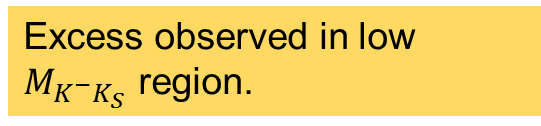 Excess observed in low
M_{K⁻K_S} region.